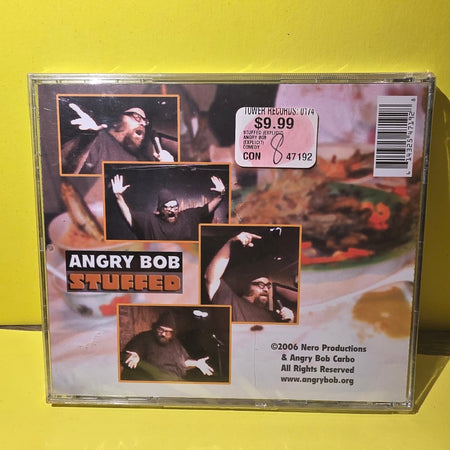 TOWER RECORDS: 0174
$9.99
STUFFED (EXPLICIT)
ANGRY BOB
(EXPLICIT)
COMEDY
CON 8 47192
ANGRY BOB
STUFFED
©2006 Nero Productions
& Angry Bob Carbo
All Rights Reserved
www.angrybob.org